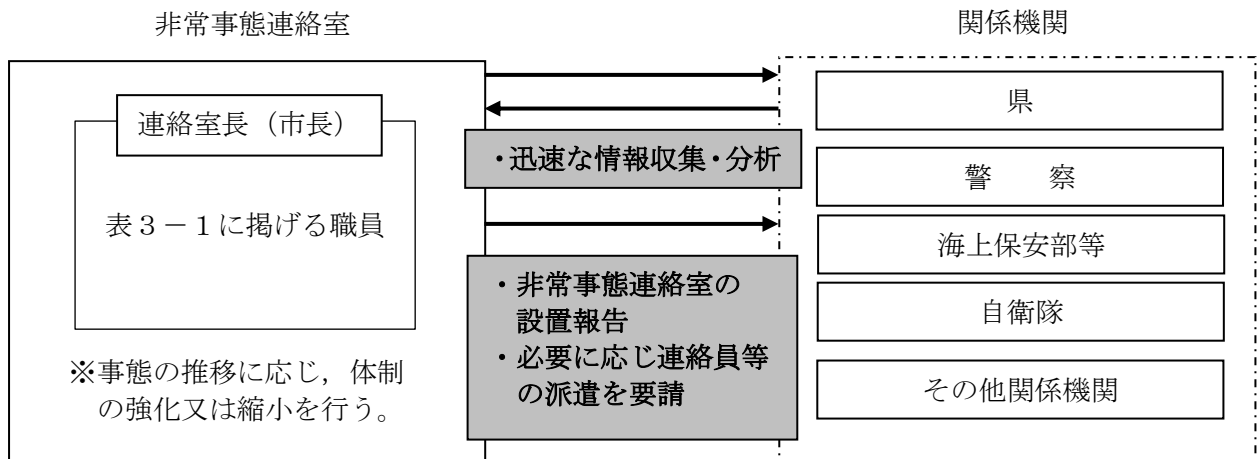 非常事態連絡室
関係機関
連絡室長（市長）
表３－１に掲げる職員
※事態の推移に応じ，体制
の強化又は縮小を行う。
・迅速な情報収集・分析
・非常事態連絡室の
設置報告
・必要に応じ連絡員等
の派遣を要請
県
警　　察
海上保安部等
自衛隊
その他関係機関